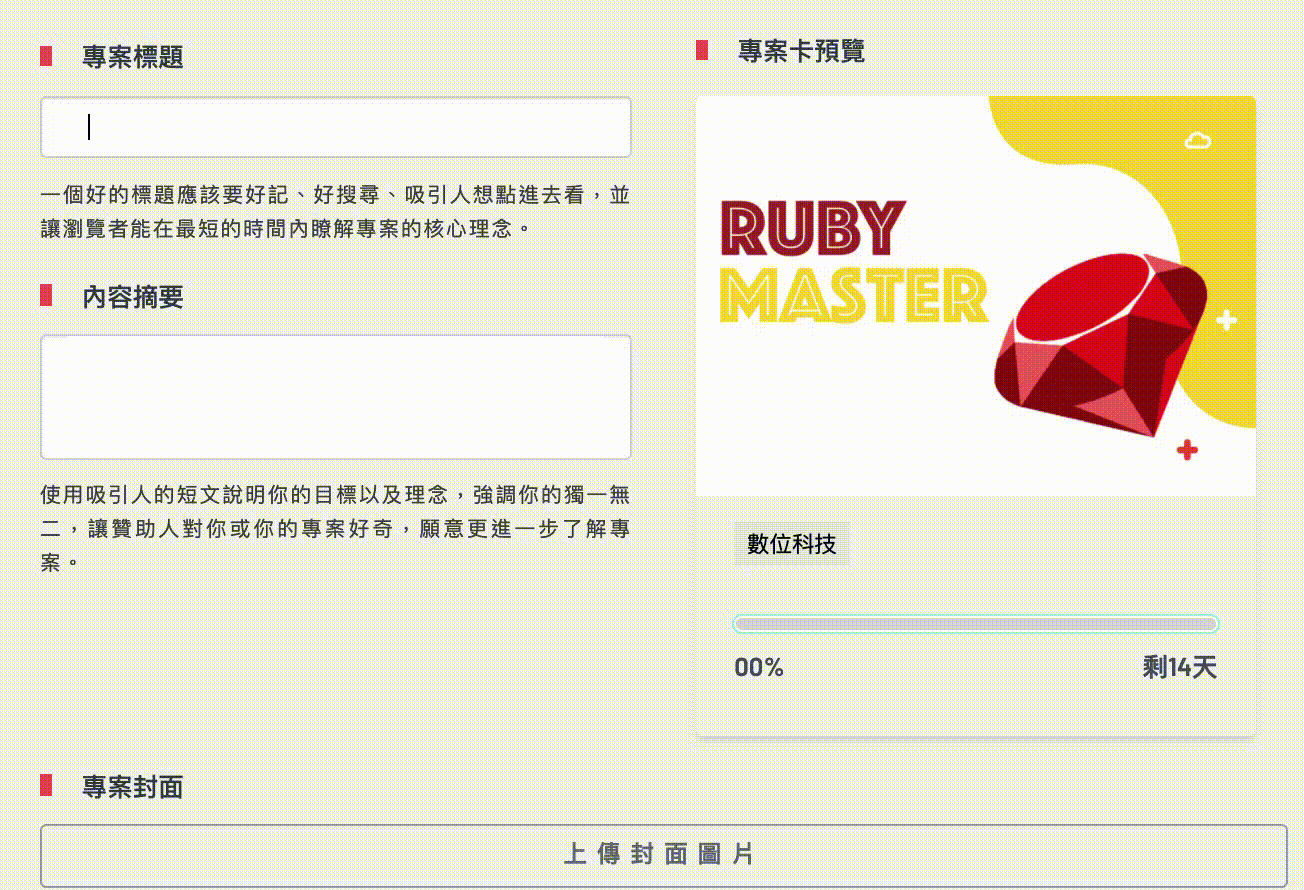 專案標題
一個好的標題應該要好記、好搜尋、吸引人想點進去看，並
讓瀏覽者能在最短的時間內瞭解專案的核心理念。
內容摘要
使用吸引人的短文說明你的目標以及理念，強調你的獨一無
二，讓贊助人對你或你的專案好奇，願意更進一步了解專
案。
專案卡預覽
RUBY
MASTER
數位科技
00% 剩14天
專案封面
上傳封面圖片